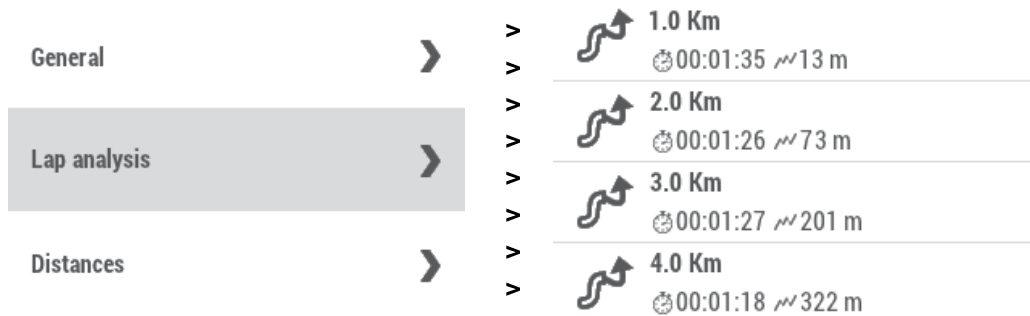 General
Lap analysis
Distances
>
>
>
>
>
>
>
>
1.0 Km
00:01:35 13 m
2.0 Km
00:01:26 73 m
3.0 Km
00:01:27 201 m
4.0 Km
00:01:18 322 m